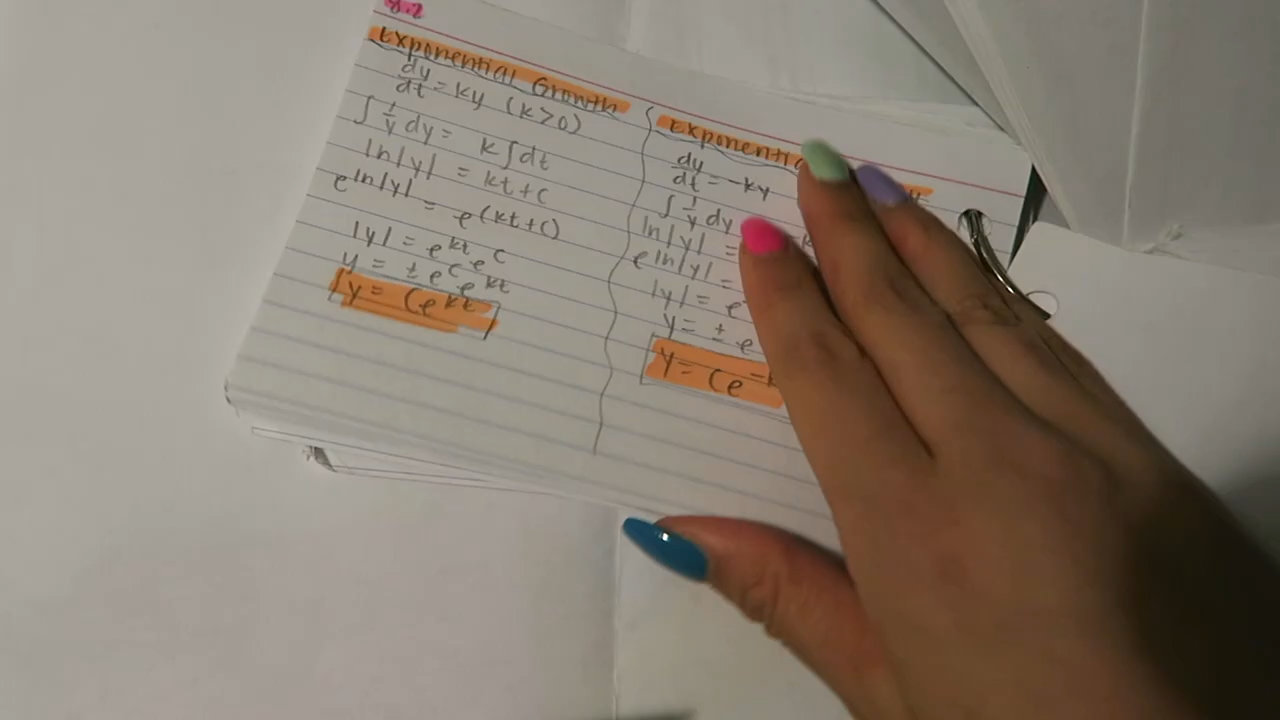 8.2
Exponential Growth
dy/dt = ky (k>0)
∫ 1/y dy = k∫dt
ln|y| = kt+c
e^ln|y| = e^(kt+c)
|y| = e^kt e^c
y = ± e^c e^kt
y = Ce^kt
Exponentia
dy/dt = -ky
∫ 1/y dy
ln|y| =
e^ln|y| =
|y| = e
y = ± e
y = Ce^-k